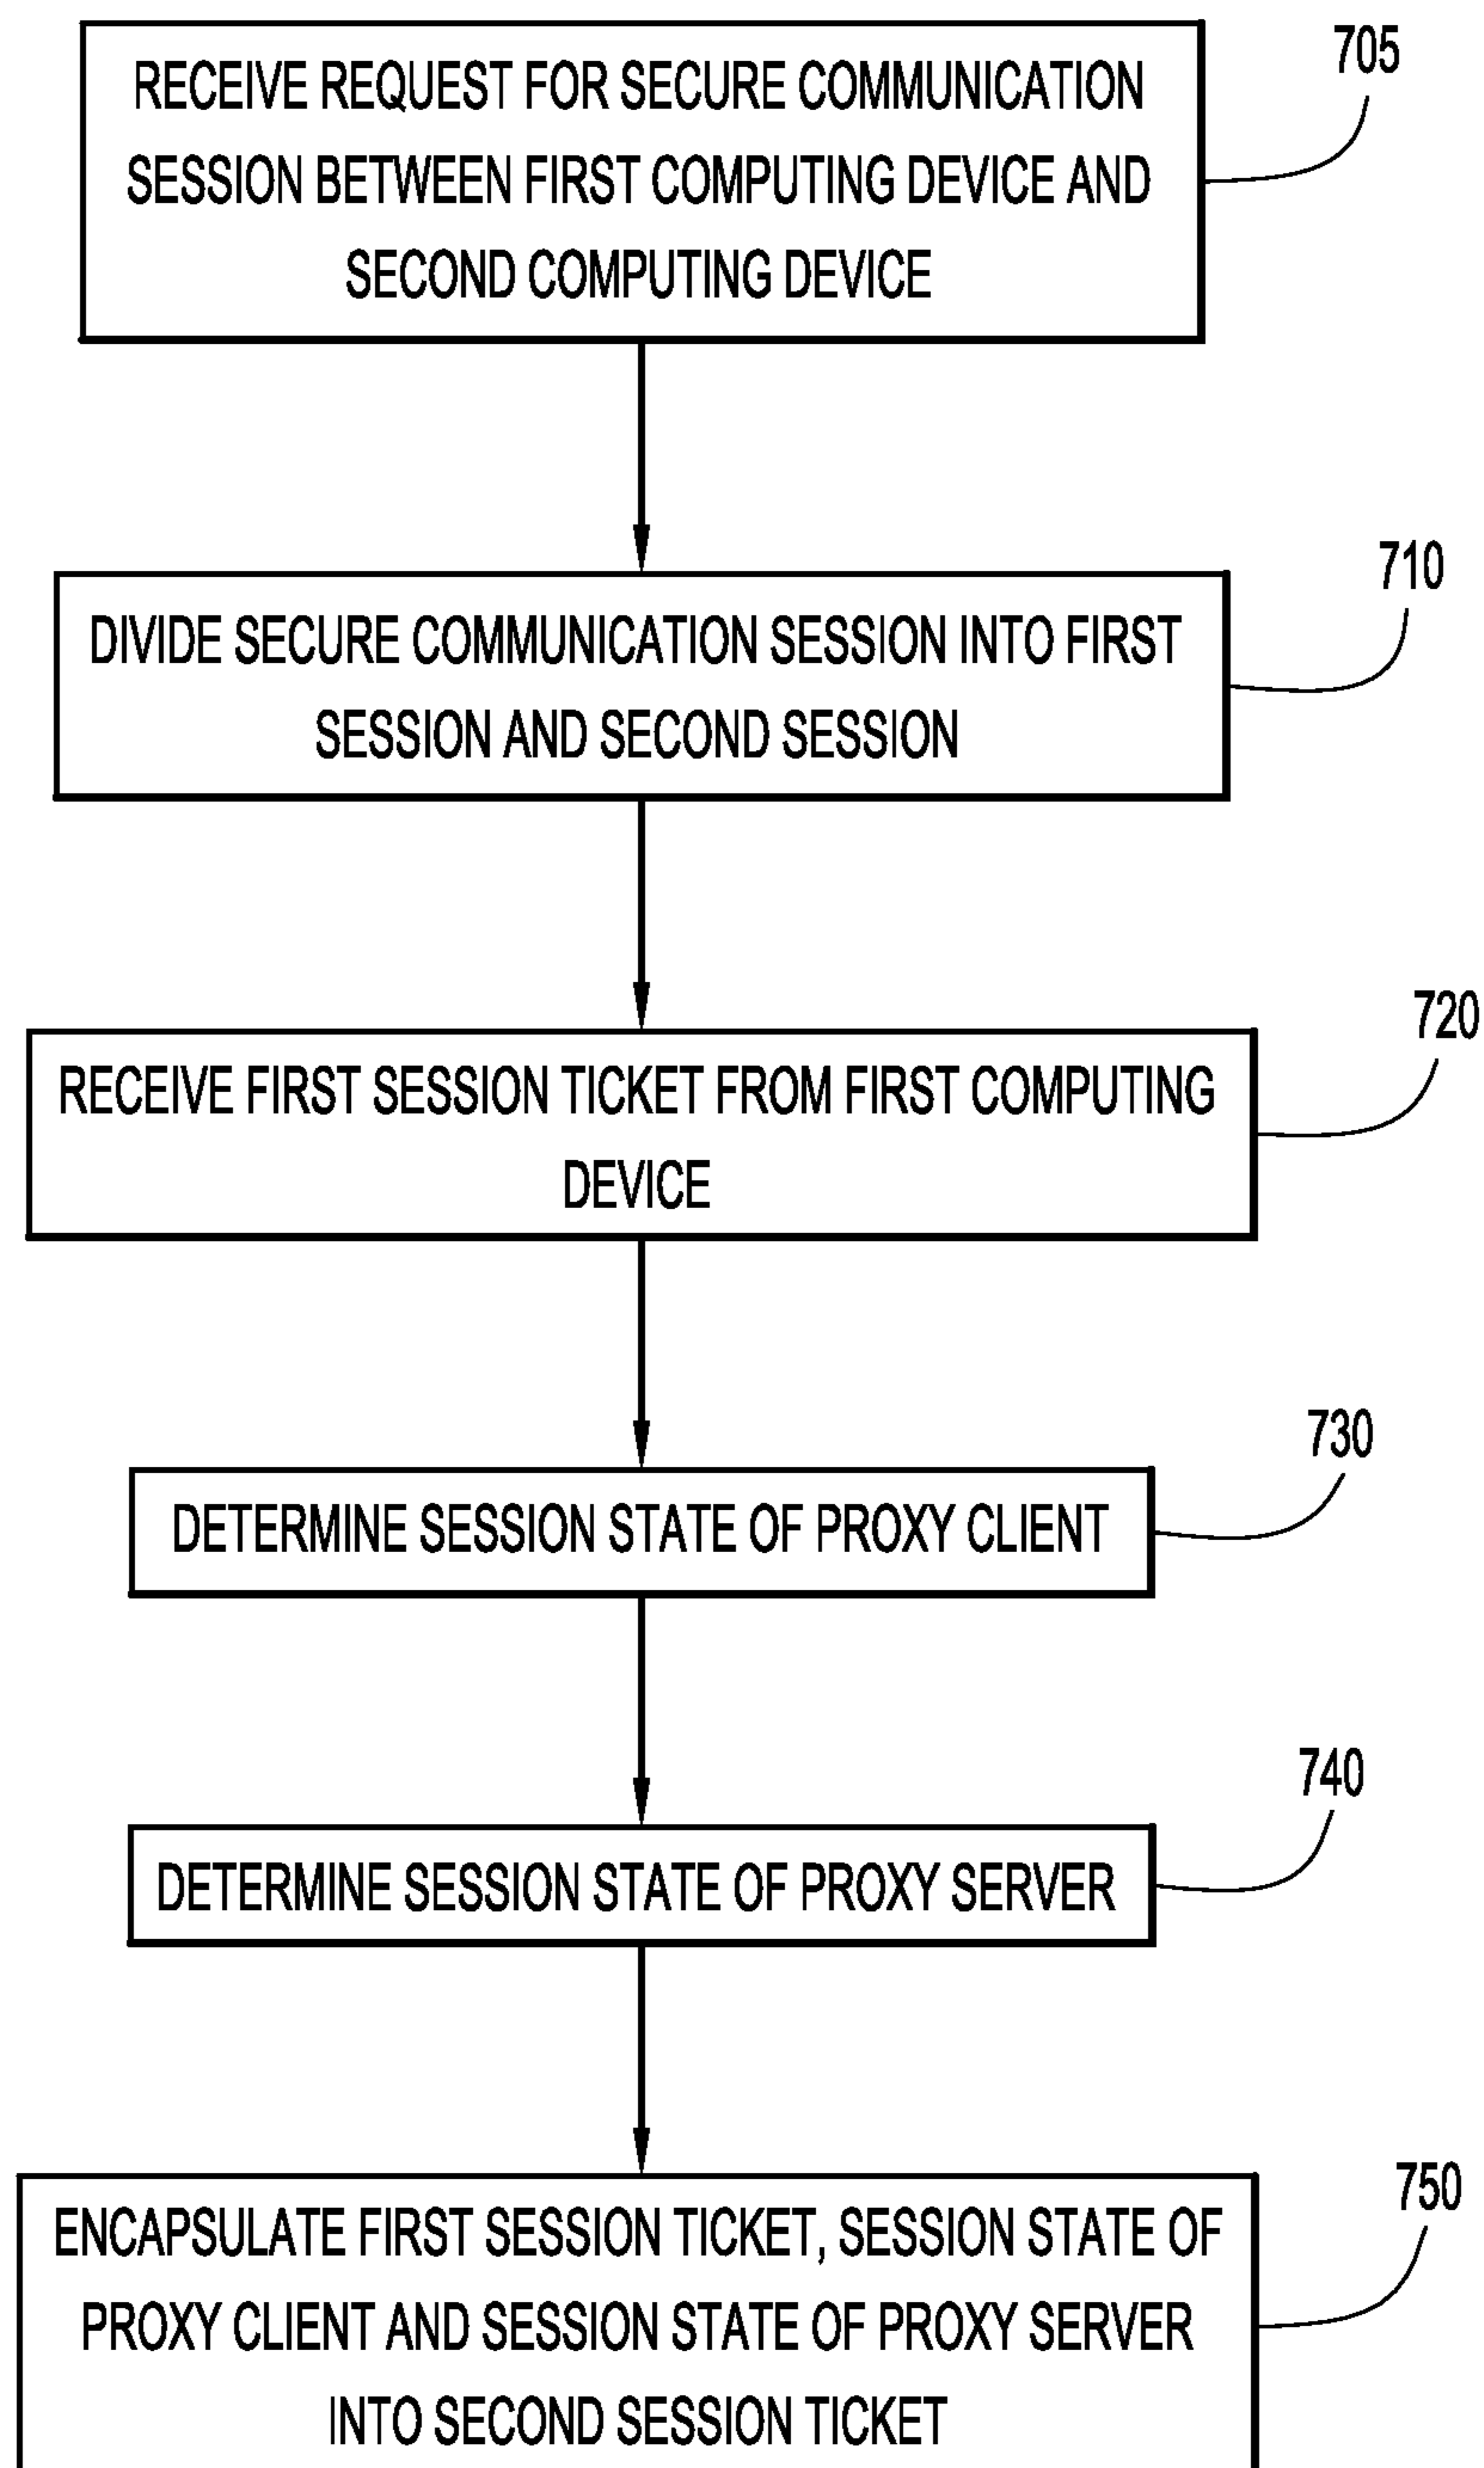 705
RECEIVE REQUEST FOR SECURE COMMUNICATION
SESSION BETWEEN FIRST COMPUTING DEVICE AND
SECOND COMPUTING DEVICE
710
DIVIDE SECURE COMMUNICATION SESSION INTO FIRST
SESSION AND SECOND SESSION
720
RECEIVE FIRST SESSION TICKET FROM FIRST COMPUTING
DEVICE
730
DETERMINE SESSION STATE OF PROXY CLIENT
740
DETERMINE SESSION STATE OF PROXY SERVER
750
ENCAPSULATE FIRST SESSION TICKET, SESSION STATE OF
PROXY CLIENT AND SESSION STATE OF PROXY SERVER
INTO SECOND SESSION TICKET